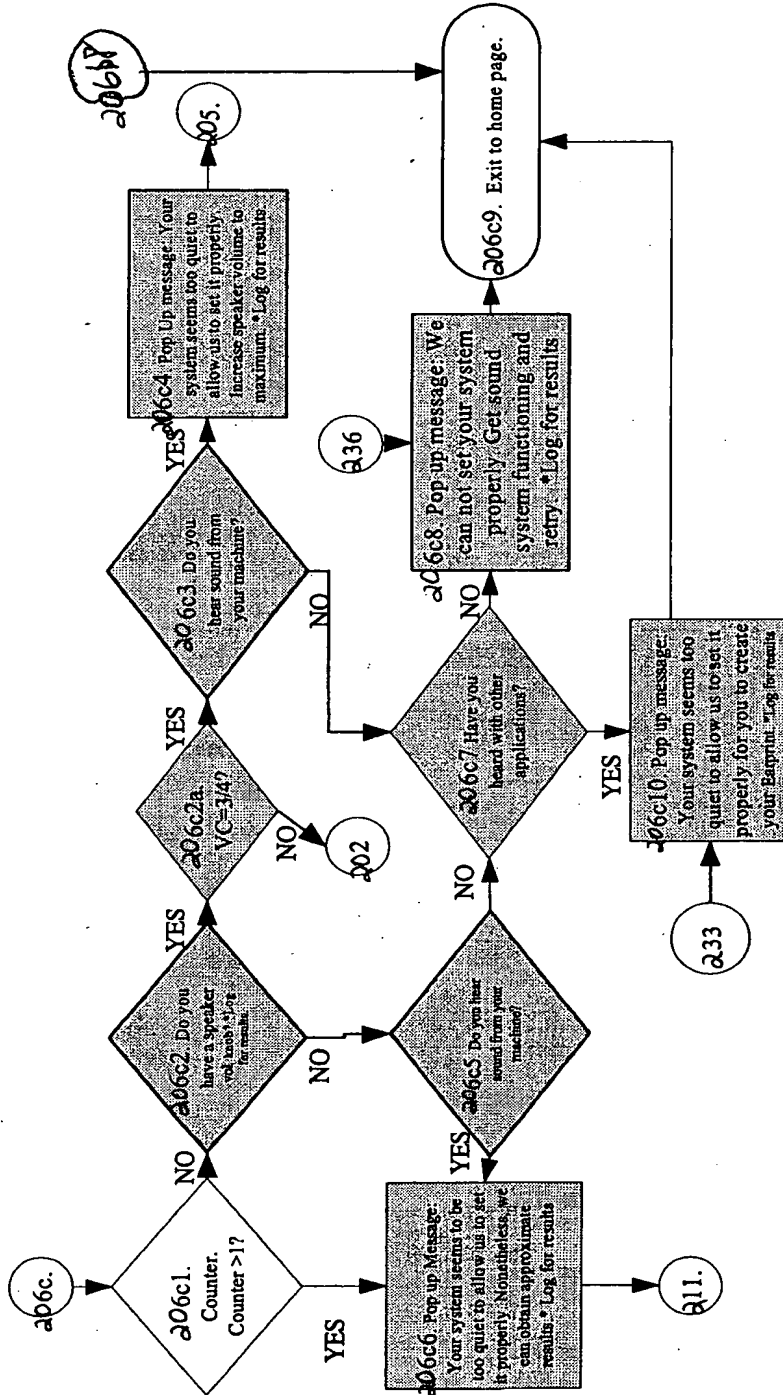 206c.
206c1.
Counter.
Counter >1?
NO
YES
206c2. Do you
have a speaker
vol knob? *Log
for results.
YES
NO
206c2a.
VC=3/4?
YES
NO
202
206c3. Do you
hear sound from
your machine?
YES
NO
206c4 Pop Up message: Your
system seems too quiet to
allow us to set it properly.
Increase speaker volume to
maximum. *Log for results.
205.
206c5. Do you hear
sound from your
machine?
YES
NO
206c6. Pop up Message:
Your system seems to be
too quiet to allow us to set
it properly. Nonetheless, we
can obtain approximate
results. * Log for results
211.
206c7. Have you
heard with other
applications?
NO
YES
236
206c8. Pop up message: We
can not set your system
properly. Get sound
system functioning and
retry. *Log for results.
206c9. Exit to home page.
233
206c10. Pop up message:
Your system seems too
quiet to allow us to set it
properly for you to create
your Earprint. *Log for results